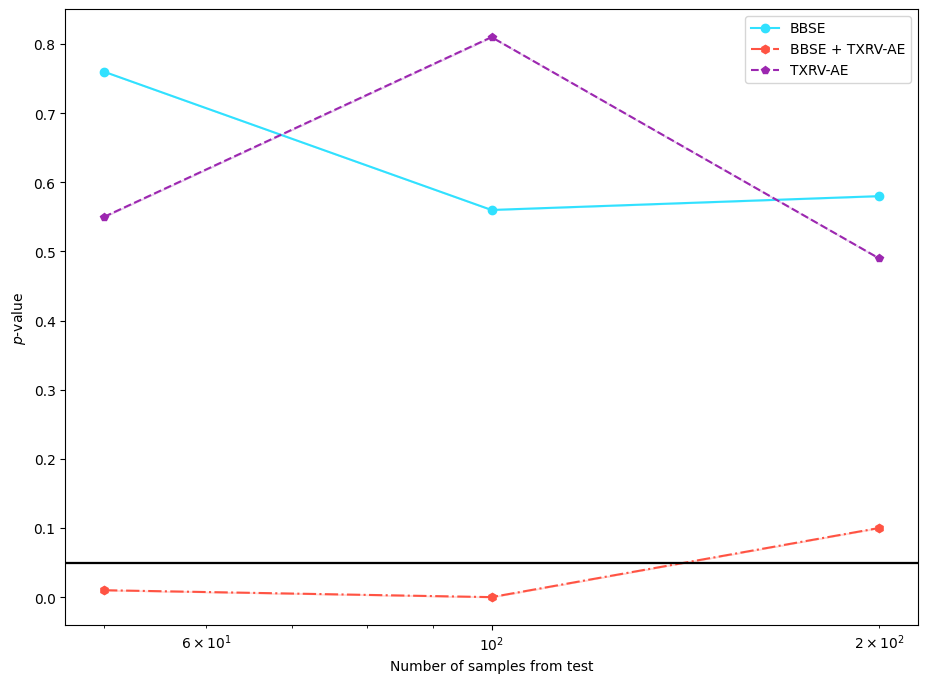 BBSE
BBSE + TXRV-AE
TXRV-AE
0.8
0.7
0.6
0.5
0.4
0.3
0.2
0.1
0.0
p-value
6 × 10¹
10²
2 × 10²
Number of samples from test